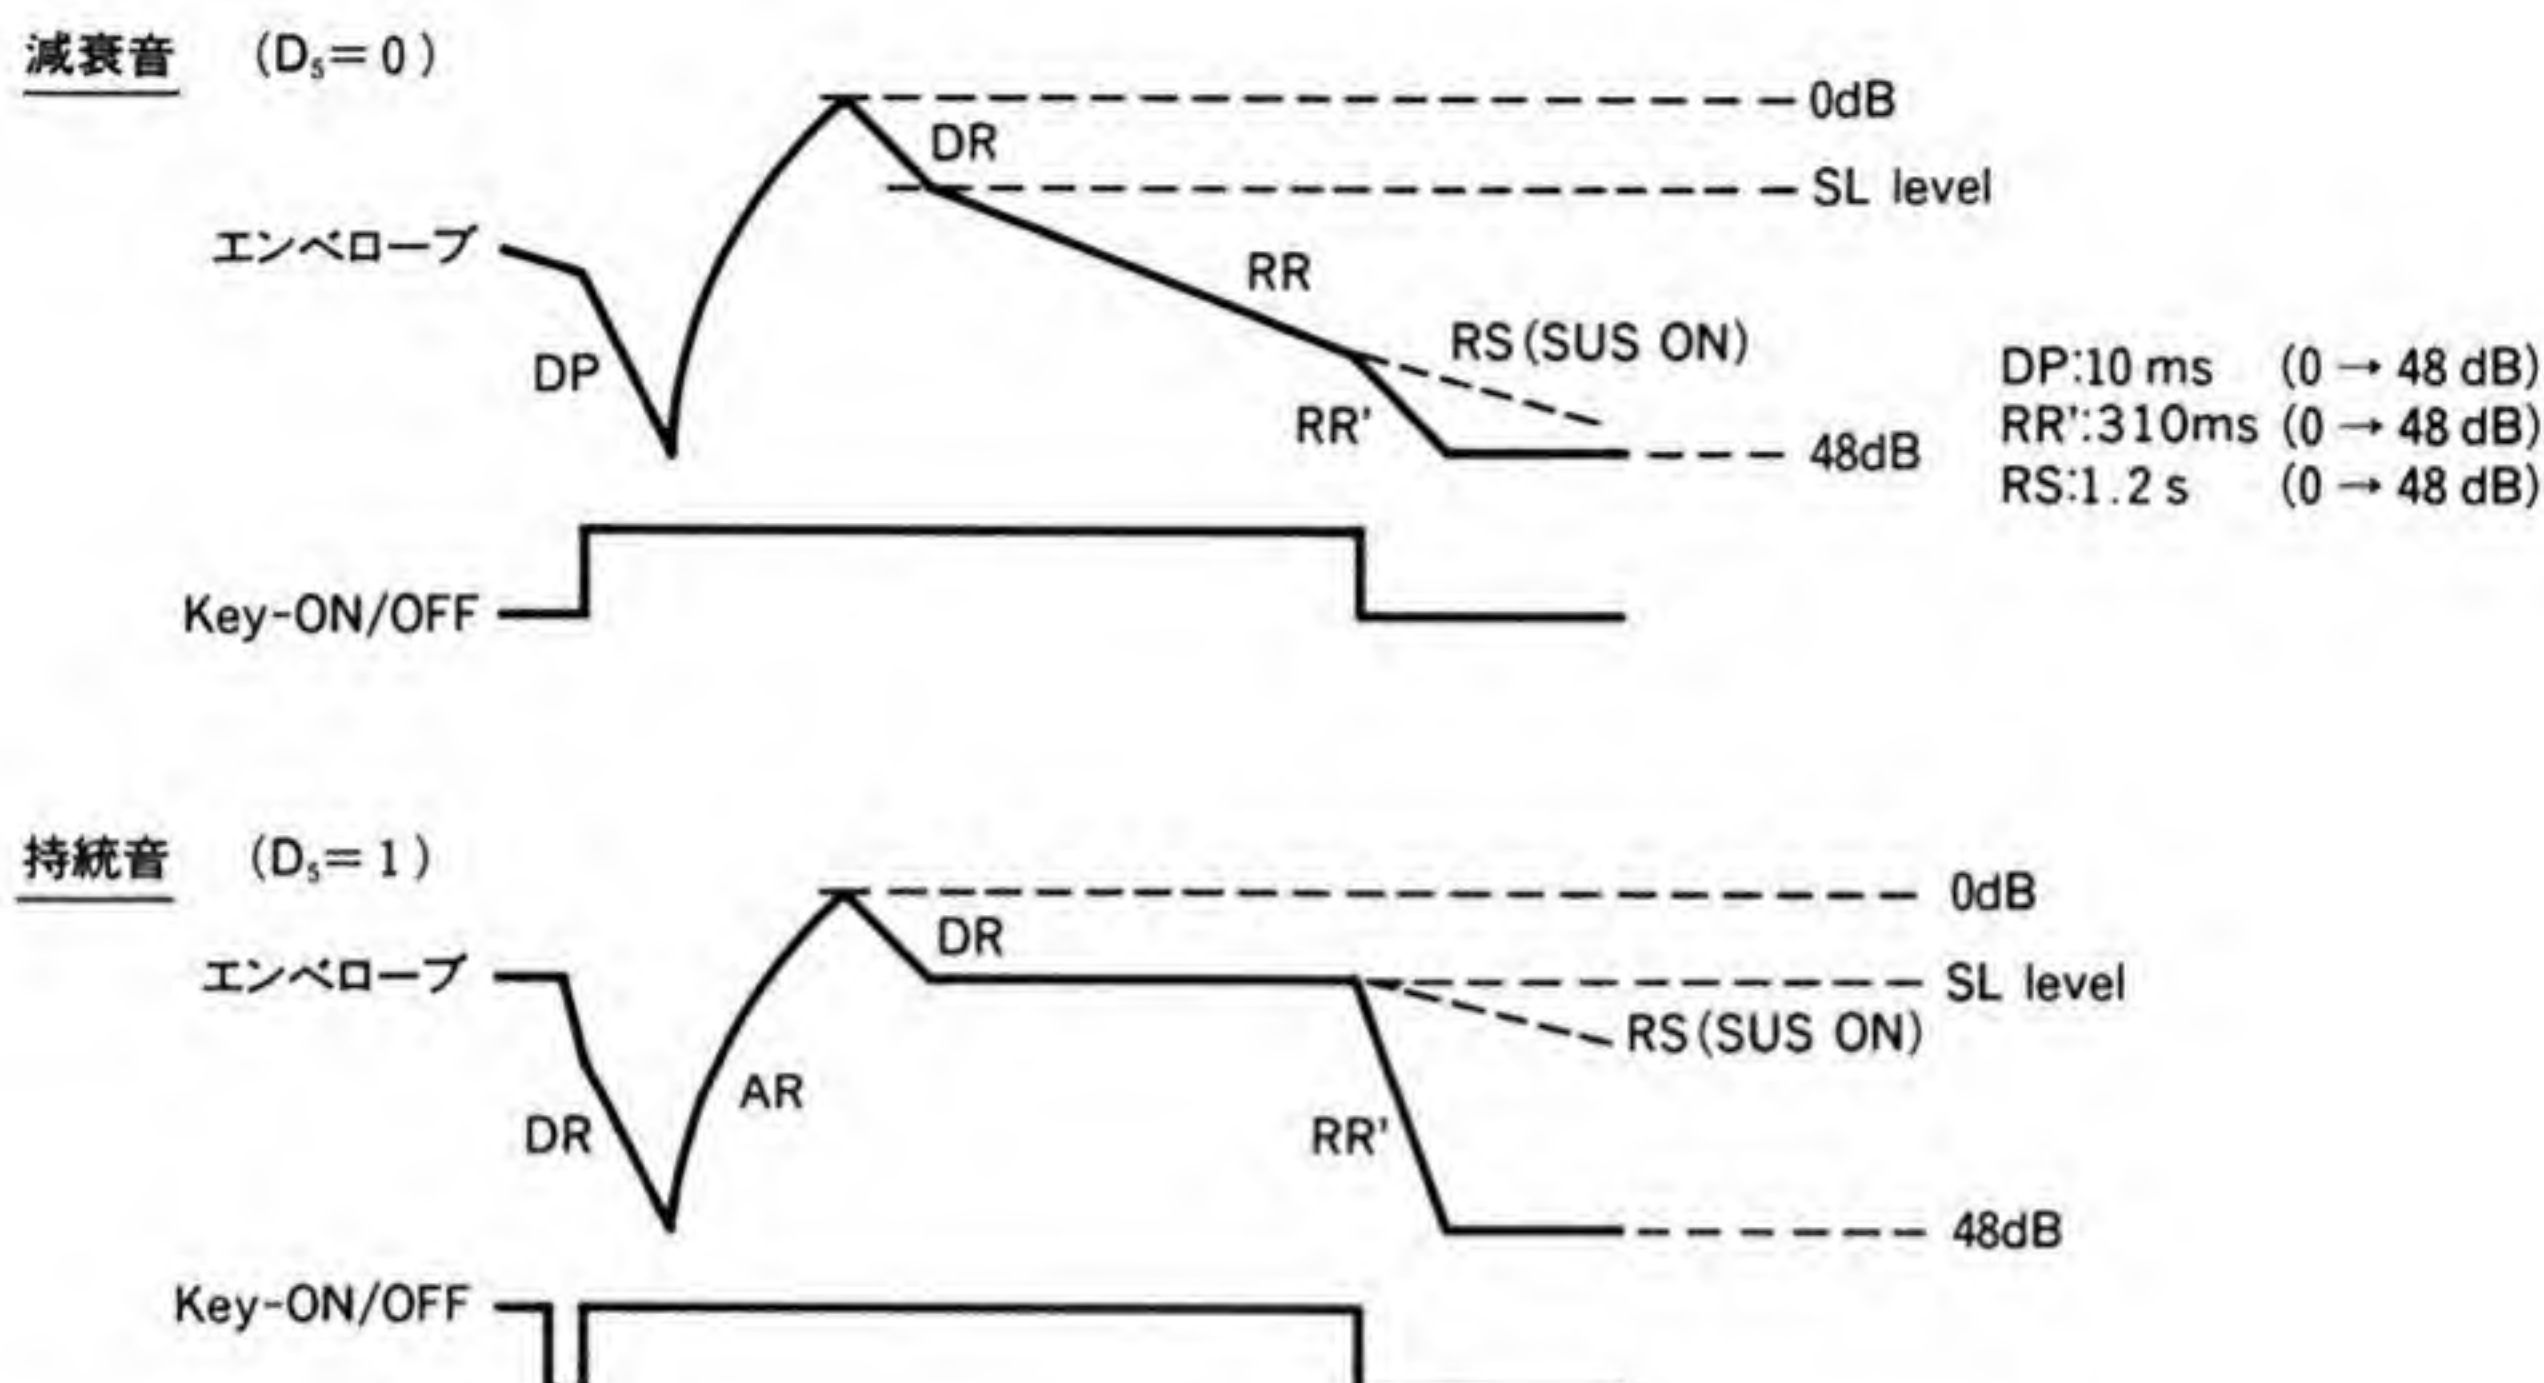 減衰音 (D₅=0)
0dB
DR
SL level
エンベロープ
RR
RS(SUS ON)
DP
RR'
48dB
DP:10 ms (0 → 48 dB)
RR':310ms (0 → 48 dB)
RS:1.2 s (0 → 48 dB)
Key-ON/OFF
持続音 (D₅=1)
0dB
DR
エンベロープ
SL level
RS(SUS ON)
AR
DR
RR'
48dB
Key-ON/OFF